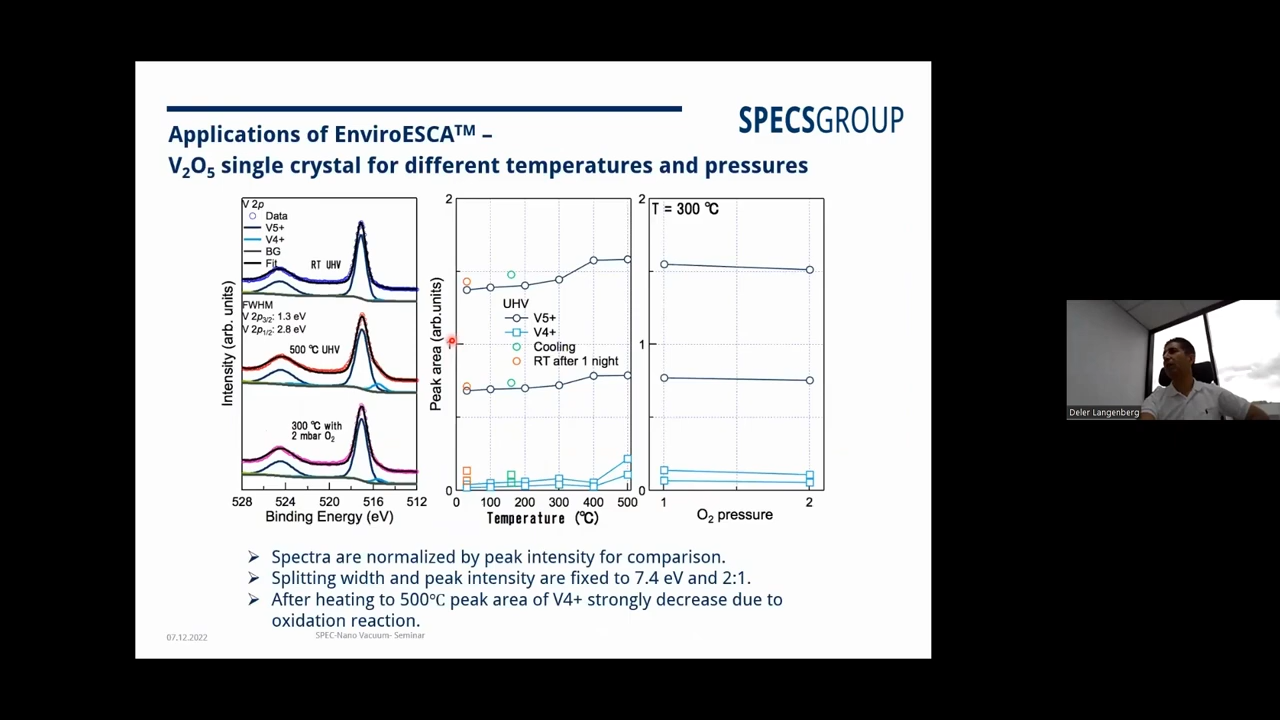 SPECSGROUP
Applications of EnviroESCA™ –
V₂O₅ single crystal for different temperatures and pressures
V 2p
Data
V5+
V4+
BG
Fit
RT UHV
FWHM
V 2p₃/₂: 1.3 eV
V 2p₁/₂: 2.8 eV
500 ℃ UHV
300 ℃ with
2 mbar O₂
Intensity (arb. units)
528 524 520 516 512
Binding Energy (eV)
2
1
0
Peak area (arb.units)
UHV
V5+
V4+
Cooling
RT after 1 night
0 100 200 300 400 500
Temperature (℃)
2
1
0
T = 300 ℃
1 2
O₂ pressure
➢ Spectra are normalized by peak intensity for comparison.
➢ Splitting width and peak intensity are fixed to 7.4 eV and 2:1.
➢ After heating to 500℃ peak area of V4+ strongly decrease due to
oxidation reaction.
07.12.2022
SPEC-Nano Vacuum- Seminar
Deler Langenberg